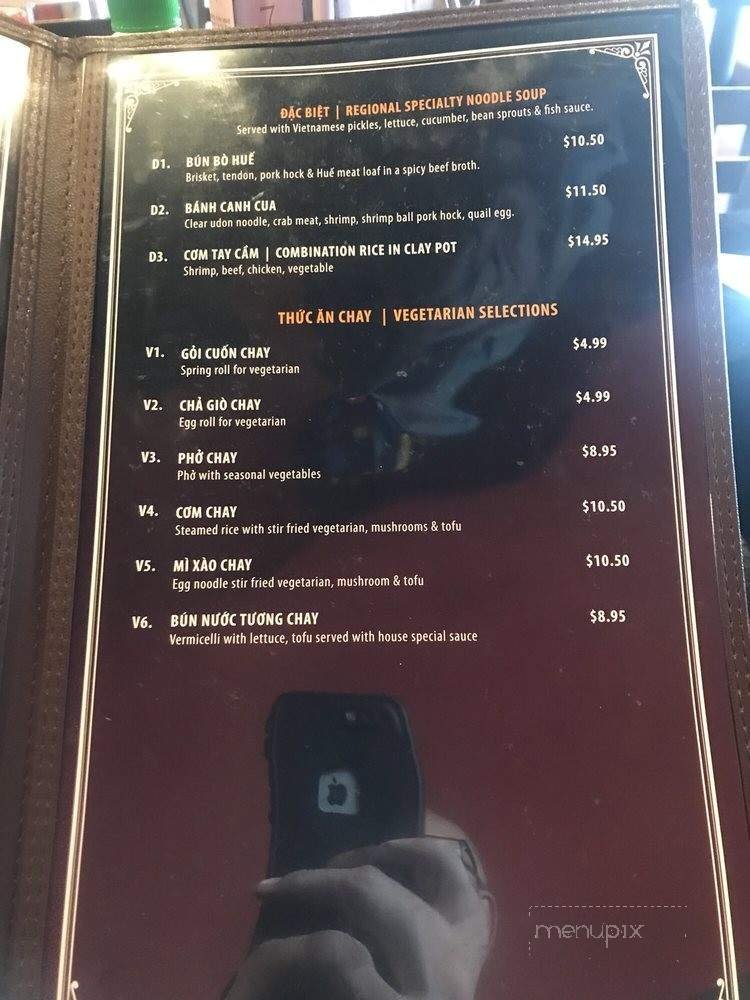 7
ĐẶC BIỆT | REGIONAL SPECIALTY NOODLE SOUP
Served with Vietnamese pickles, lettuce, cucumber, bean sprouts & fish sauce.
D1. BÚN BÒ HUẾ $10.50
Brisket, tendon, pork hock & Huế meat loaf in a spicy beef broth.
D2. BÁNH CANH CUA $11.50
Clear udon noodle, crab meat, shrimp, shrimp ball pork hock, quail egg.
D3. CƠM TAY CẦM | COMBINATION RICE IN CLAY POT $14.95
Shrimp, beef, chicken, vegetable
THỨC ĂN CHAY | VEGETARIAN SELECTIONS
V1. GỎI CUỐN CHAY $4.99
Spring roll for vegetarian
V2. CHẢ GIÒ CHAY $4.99
Egg roll for vegetarian
V3. PHỞ CHAY $8.95
Phở with seasonal vegetables
V4. CƠM CHAY $10.50
Steamed rice with stir fried vegetarian, mushrooms & tofu
V5. MÌ XÀO CHAY $10.50
Egg noodle stir fried vegetarian, mushroom & tofu
V6. BÚN NƯỚC TƯƠNG CHAY $8.95
Vermicelli with lettuce, tofu served with house special sauce
menupix